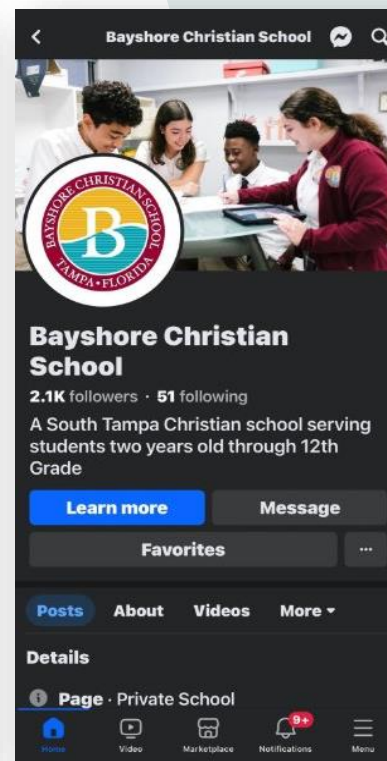 Bayshore Christian School
BAYSHORE CHRISTIAN SCHOOL
B
TAMPA • FLORIDA
Bayshore Christian
School
2.1K followers · 51 following
A South Tampa Christian school serving
students two years old through 12th
Grade
Learn more
Message
Favorites
Posts
About
Videos
More
Details
Page · Private School
9+
Home
Video
Marketplace
Notifications
Menu